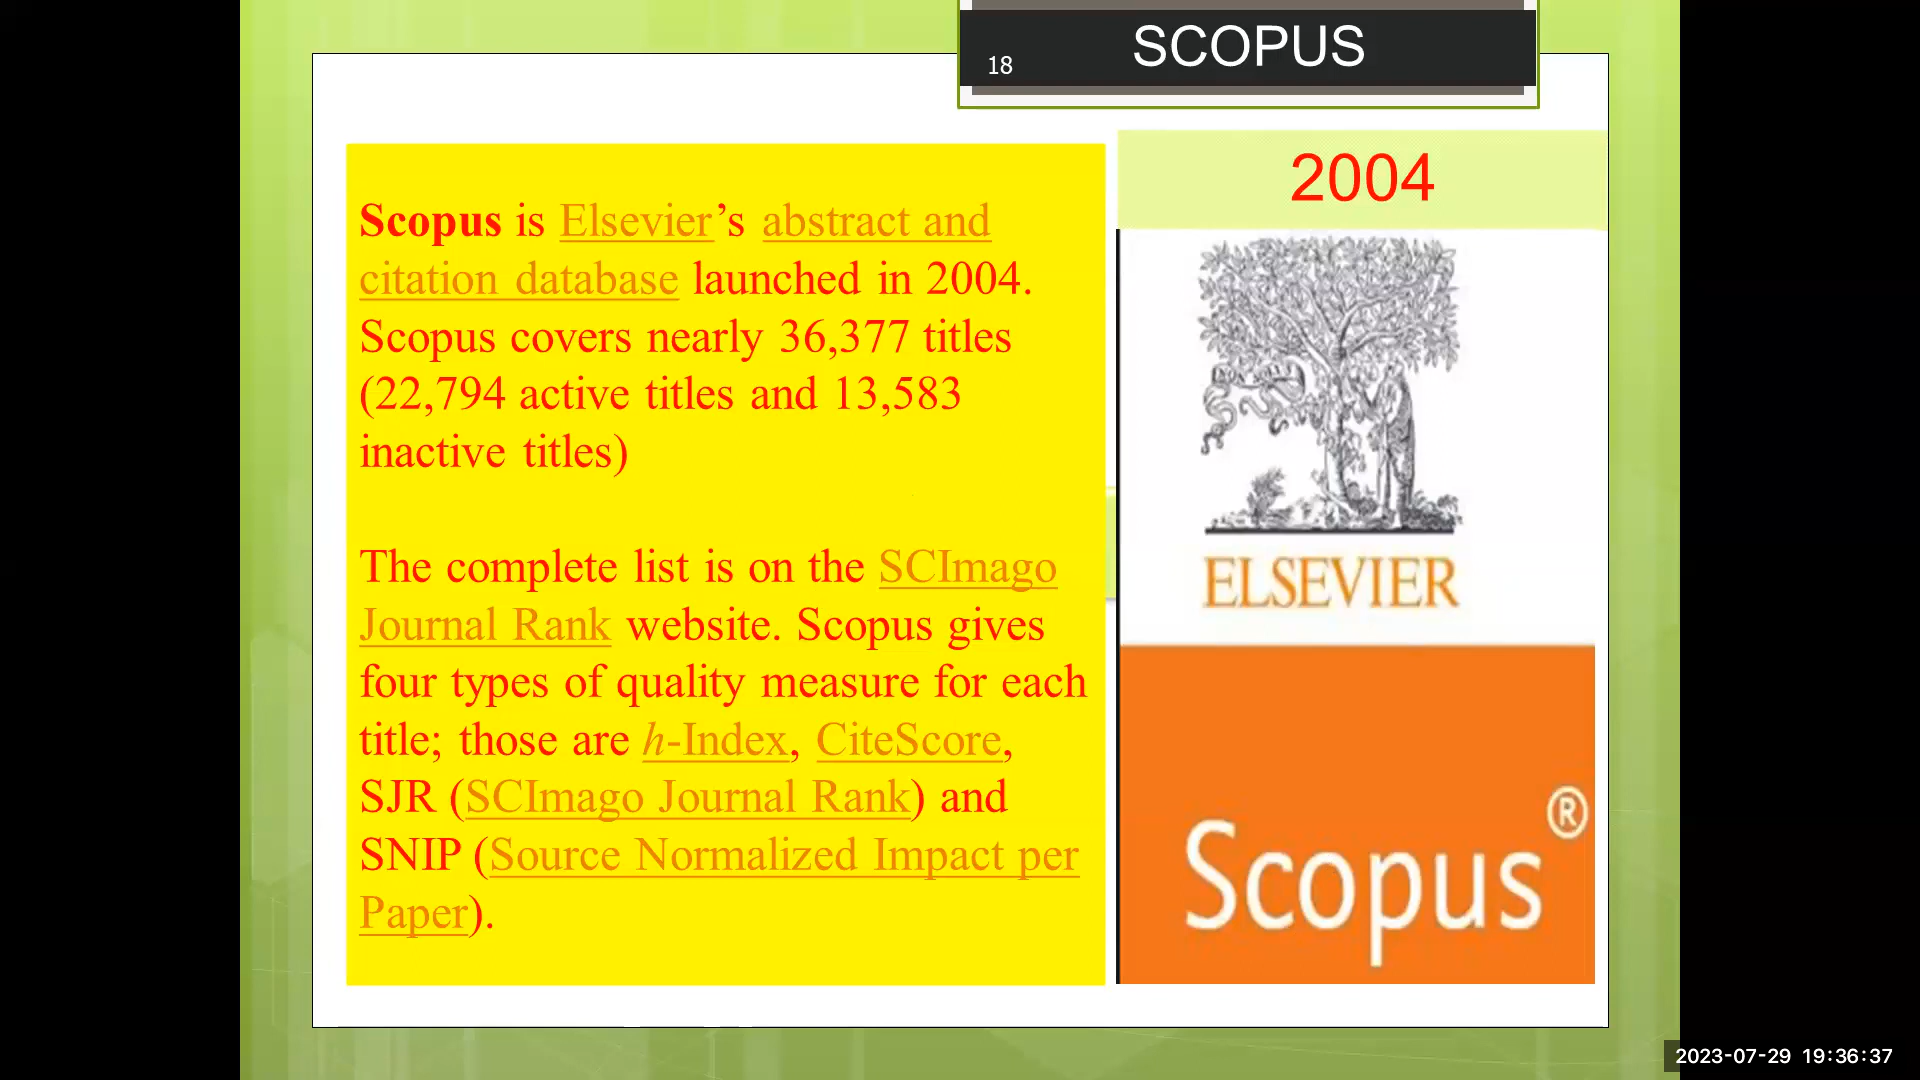 SCOPUS
18
2004
Scopus is Elsevier’s abstract and
citation database launched in 2004.
Scopus covers nearly 36,377 titles
(22,794 active titles and 13,583
inactive titles)
The complete list is on the SCImago
Journal Rank website. Scopus gives
four types of quality measure for each
title; those are h-Index, CiteScore,
SJR (SCImago Journal Rank) and
SNIP (Source Normalized Impact per
Paper).
ELSEVIER
Scopus®
2023-07-29 19:36:37